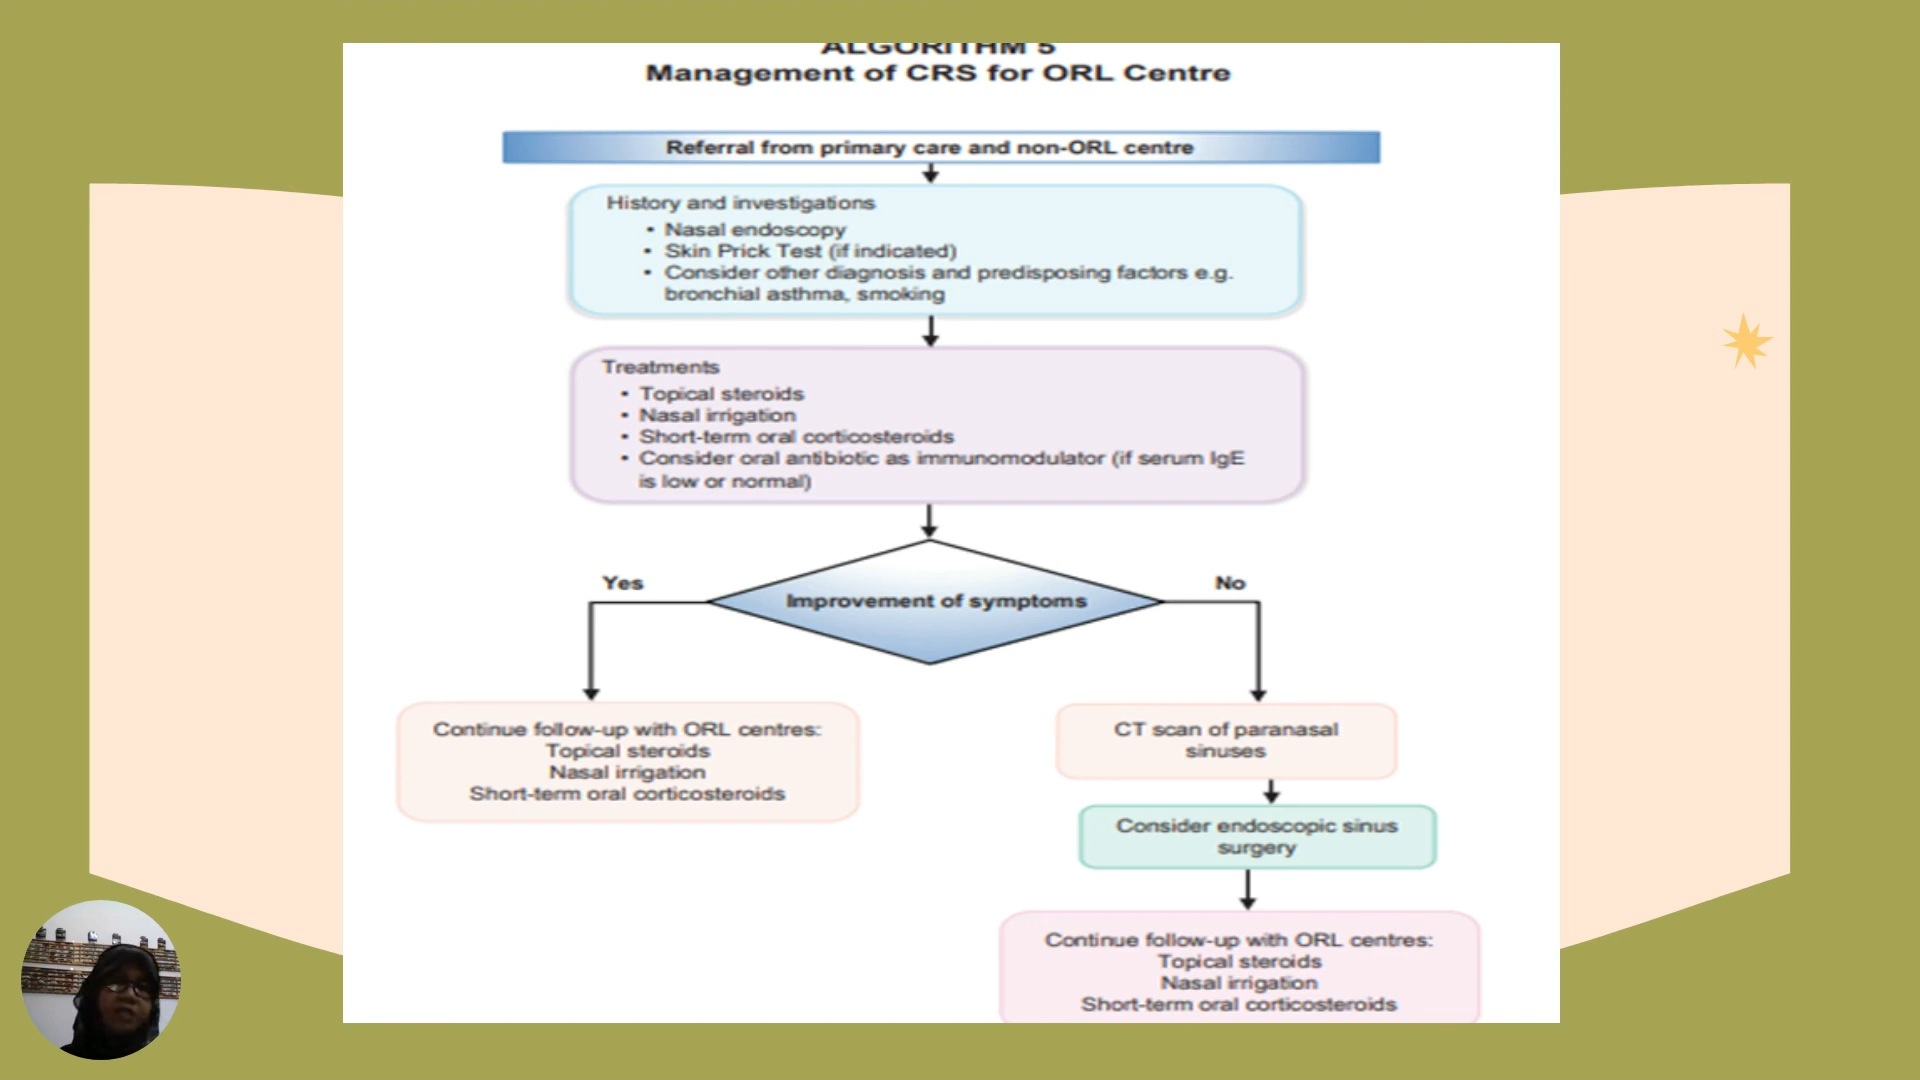 ALGORITHM 5
Management of CRS for ORL Centre
Referral from primary care and non-ORL centre
History and investigations
• Nasal endoscopy
• Skin Prick Test (if indicated)
• Consider other diagnosis and predisposing factors e.g.
bronchial asthma, smoking
Treatments
• Topical steroids
• Nasal irrigation
• Short-term oral corticosteroids
• Consider oral antibiotic as immunomodulator (if serum IgE
is low or normal)
Improvement of symptoms
Yes
No
Continue follow-up with ORL centres:
Topical steroids
Nasal irrigation
Short-term oral corticosteroids
CT scan of paranasal
sinuses
Consider endoscopic sinus
surgery
Continue follow-up with ORL centres:
Topical steroids
Nasal irrigation
Short-term oral corticosteroids